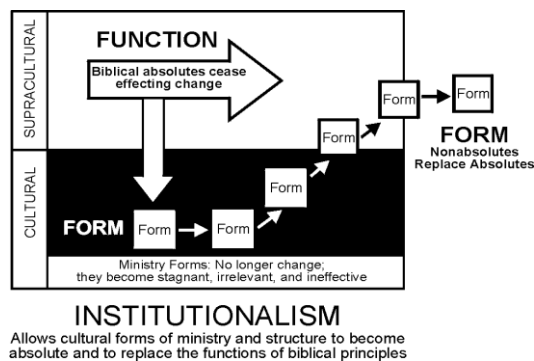 SUPRACULTURAL
FUNCTION
Biblical absolutes cease
effecting change
Form
Form
FORM
Nonabsolutes
Replace Absolutes
Form
CULTURAL
Form
FORM
Form
Form
Ministry Forms: No longer change;
they become stagnant, irrelevant, and ineffective
INSTITUTIONALISM
Allows cultural forms of ministry and structure to become
absolute and to replace the functions of biblical principles